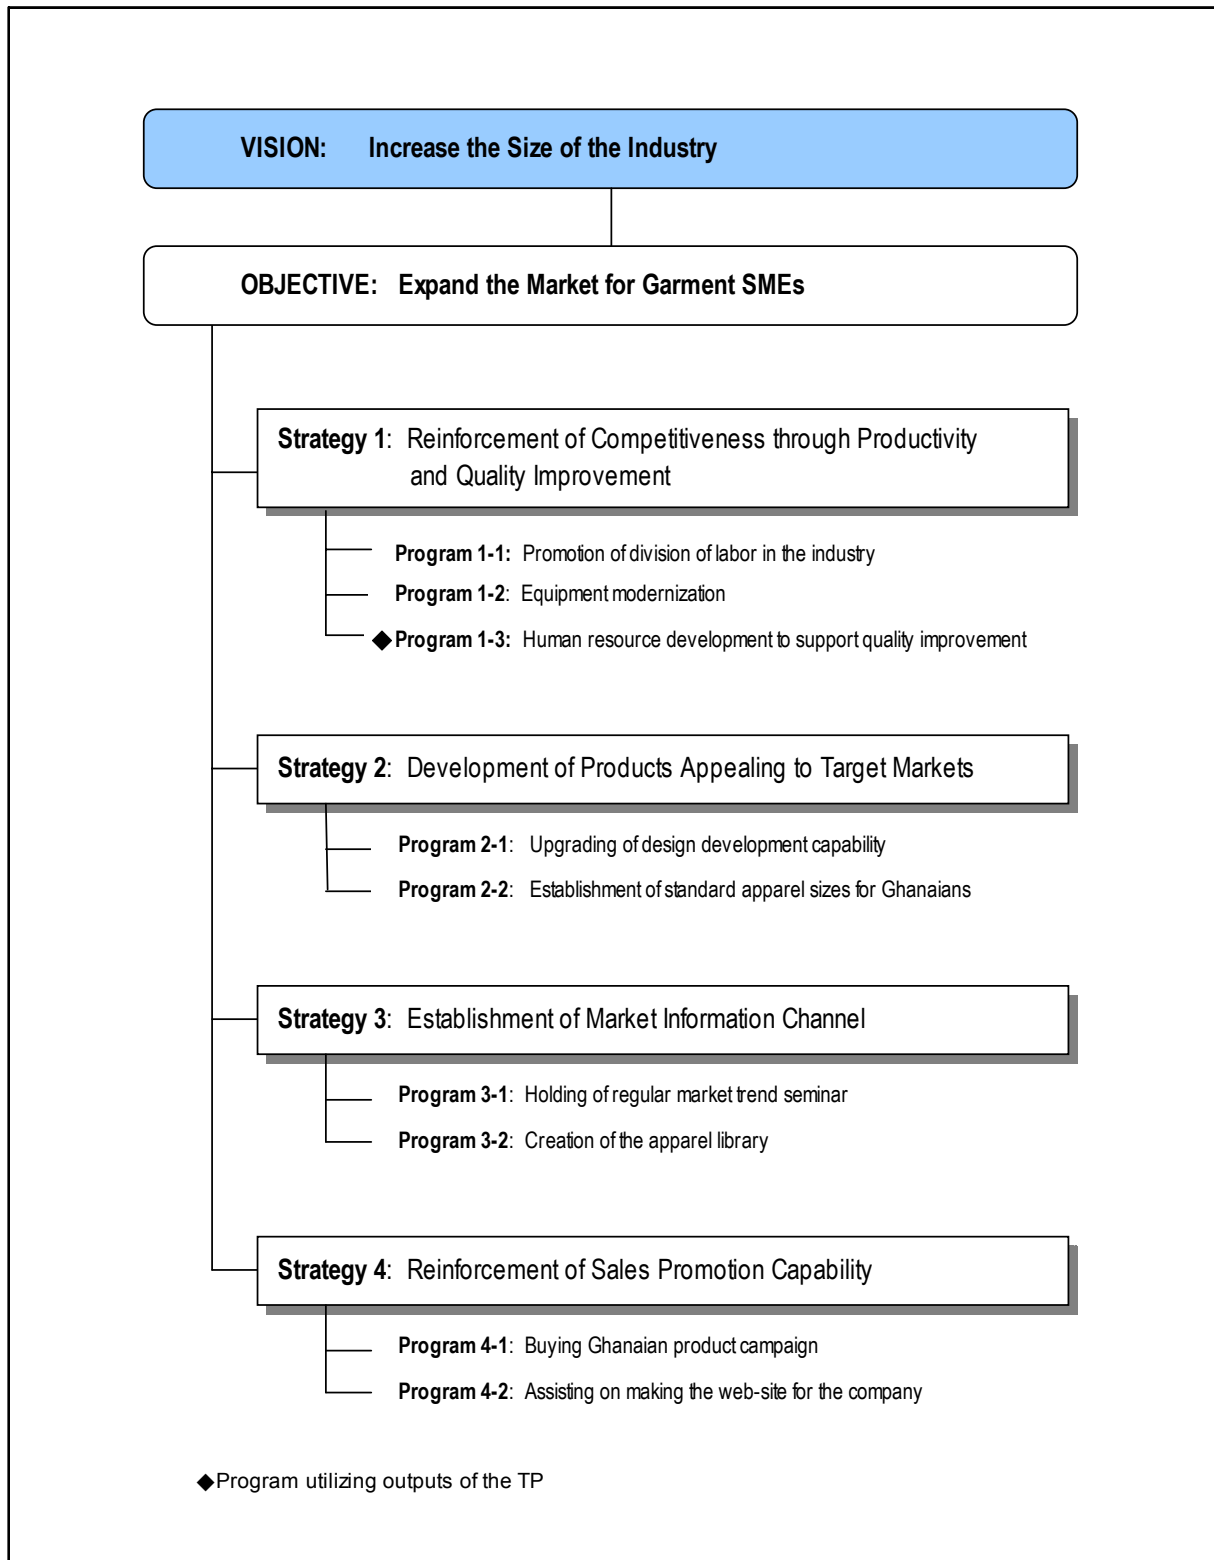 VISION: Increase the Size of the Industry
OBJECTIVE: Expand the Market for Garment SMEs
Strategy 1: Reinforcement of Competitiveness through Productivity
and Quality Improvement
Program 1-1: Promotion of division of labor in the industry
Program 1-2: Equipment modernization
◆Program 1-3: Human resource development to support quality improvement
Strategy 2: Development of Products Appealing to Target Markets
Program 2-1: Upgrading of design development capability
Program 2-2: Establishment of standard apparel sizes for Ghanaians
Strategy 3: Establishment of Market Information Channel
Program 3-1: Holding of regular market trend seminar
Program 3-2: Creation of the apparel library
Strategy 4: Reinforcement of Sales Promotion Capability
Program 4-1: Buying Ghanaian product campaign
Program 4-2: Assisting on making the web-site for the company
◆Program utilizing outputs of the TP